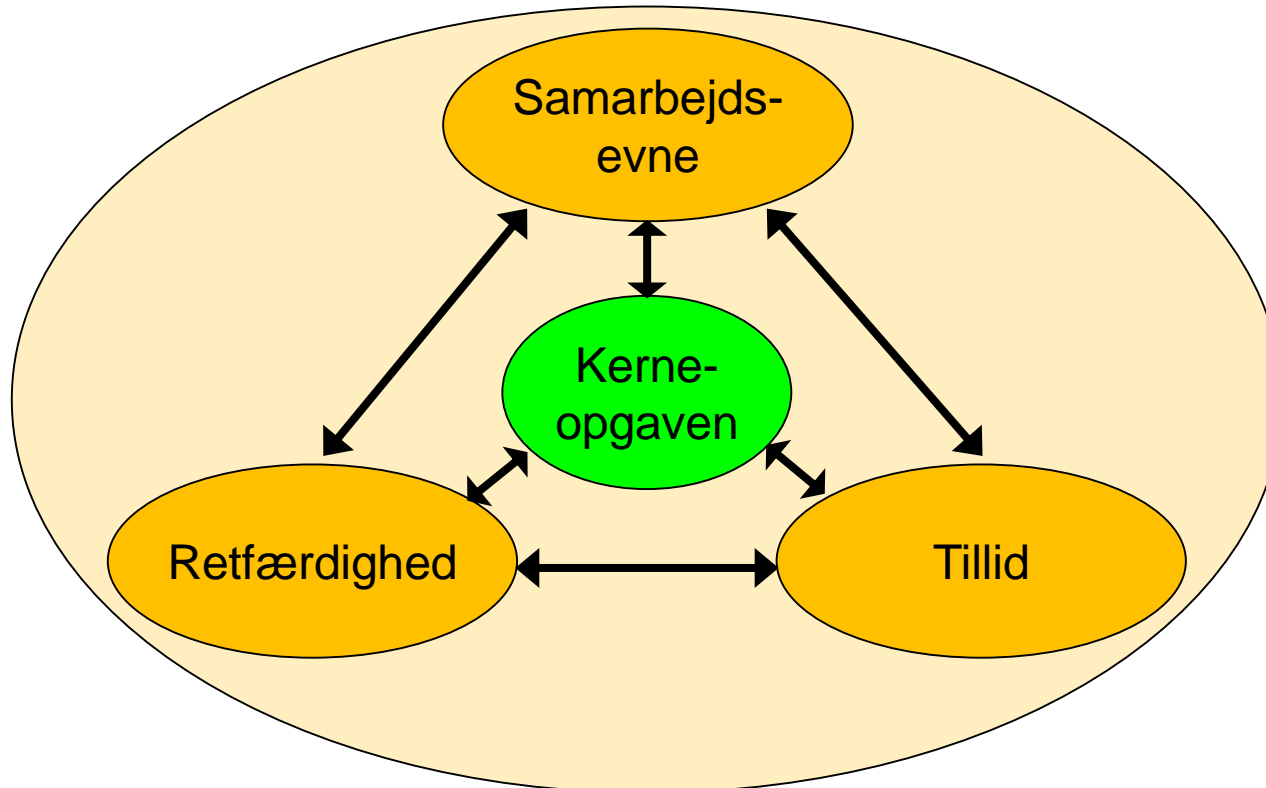 Samarbejds-
evne
Kerne-
opgaven
Retfærdighed
Tillid